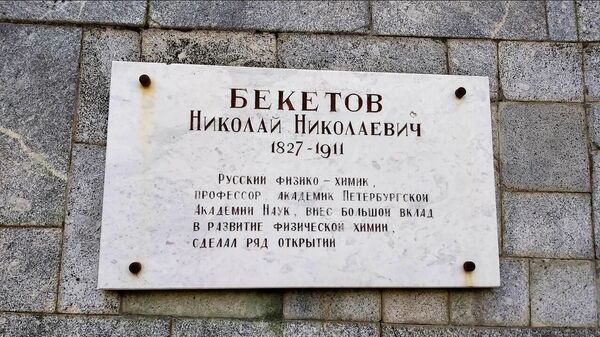 БЕКЕТОВ
НИКОЛАЙ НИКОЛАЕВИЧ
1827-1911
РУССКИЙ ФИЗИКО-ХИМИК,
ПРОФЕССОР, АКАДЕМИК ПЕТЕРБУРГСКОЙ
АКАДЕМИИ НАУК, ВНЕС БОЛЬШОЙ ВКЛАД
В РАЗВИТИЕ ФИЗИЧЕСКОЙ ХИМИИ,
СДЕЛАЛ РЯД ОТКРЫТИЙ